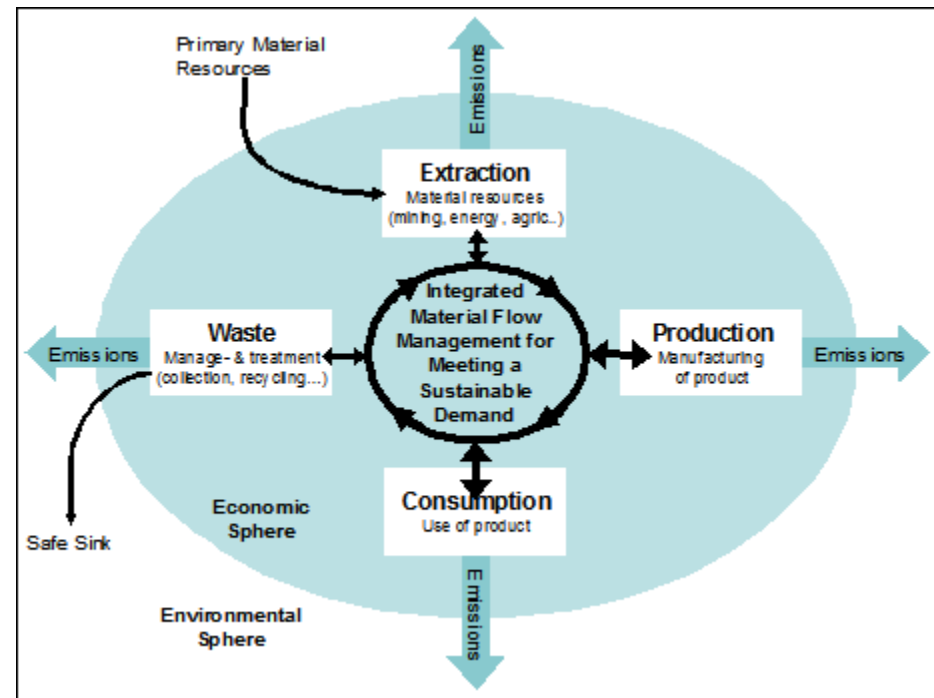 Primary Material
Resources
Emissions
Extraction
Material resources
(mining, energy, agric..)
Integrated
Material Flow
Management for
Meeting a
Sustainable
Demand
Waste
Manage- & treatment
(collection, recycling...)
Emissions
Production
Manufacturing
of product
Emissions
Consumption
Use of product
Economic
Sphere
Safe Sink
Emissions
Environmental
Sphere